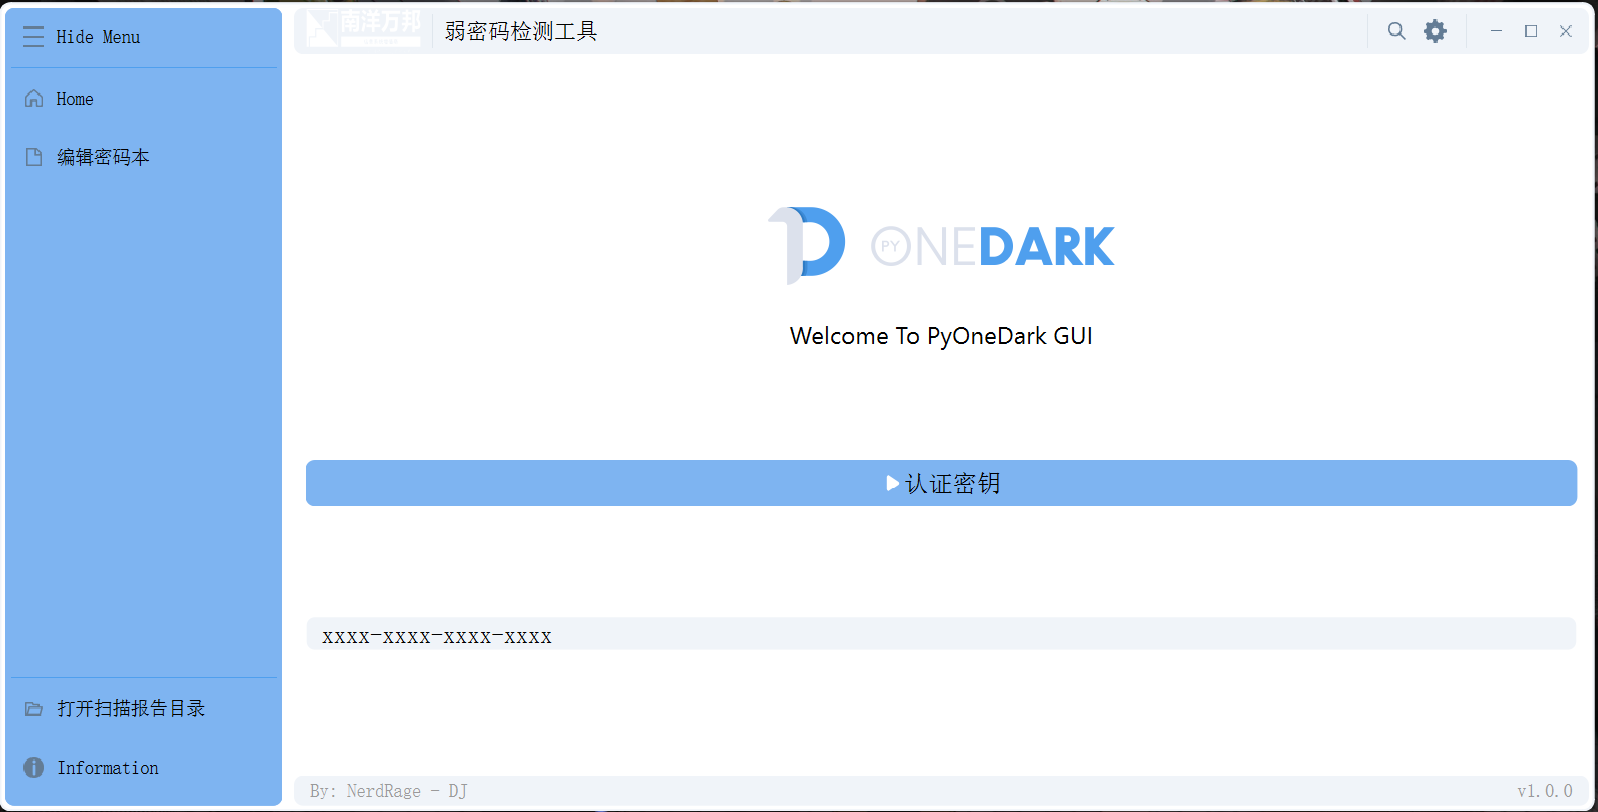 Hide Menu
Home
编辑密码本
打开扫描报告目录
Information
南洋万邦
弱密码检测工具
PY ONEDARK
Welcome To PyOneDark GUI
认证密钥
xxxx-xxxx-xxxx-xxxx
By: NerdRage - DJ
v1.0.0